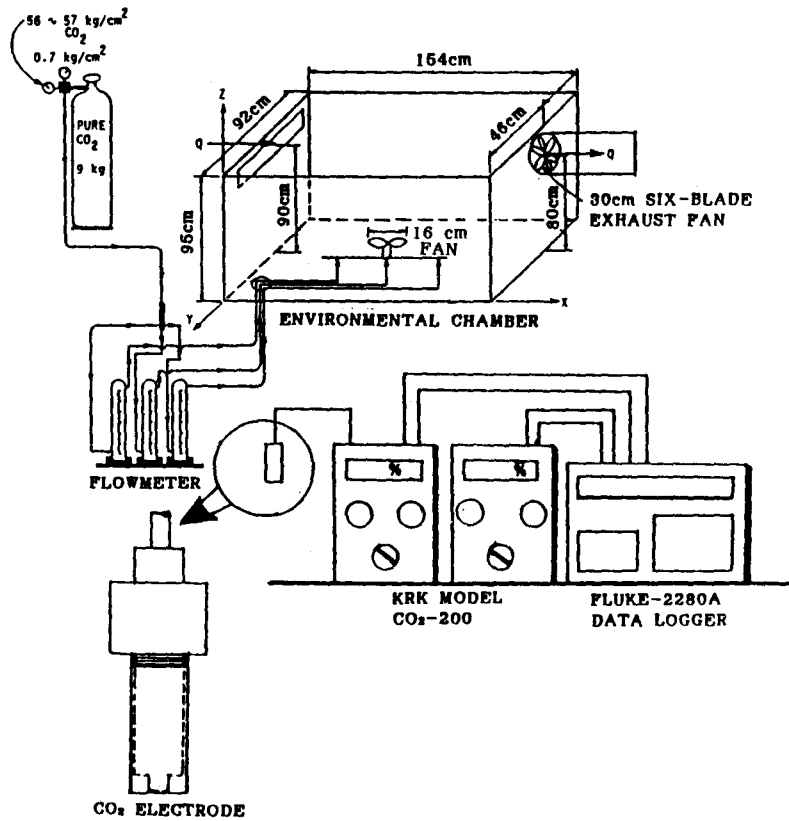 56 ~ 57 kg/cm²
CO₂
0.7 kg/cm²
PURE
CO₂
9 kg
154cm
92cm
Z
46cm
Q
Q
90cm
95cm
80cm
30cm SIX-BLADE
EXHAUST FAN
16 cm
FAN
X
Y
ENVIRONMENTAL CHAMBER
FLOWMETER
%
%
KRK MODEL
CO₂-200
FLUKE-2280A
DATA LOGGER
CO₂ ELECTRODE